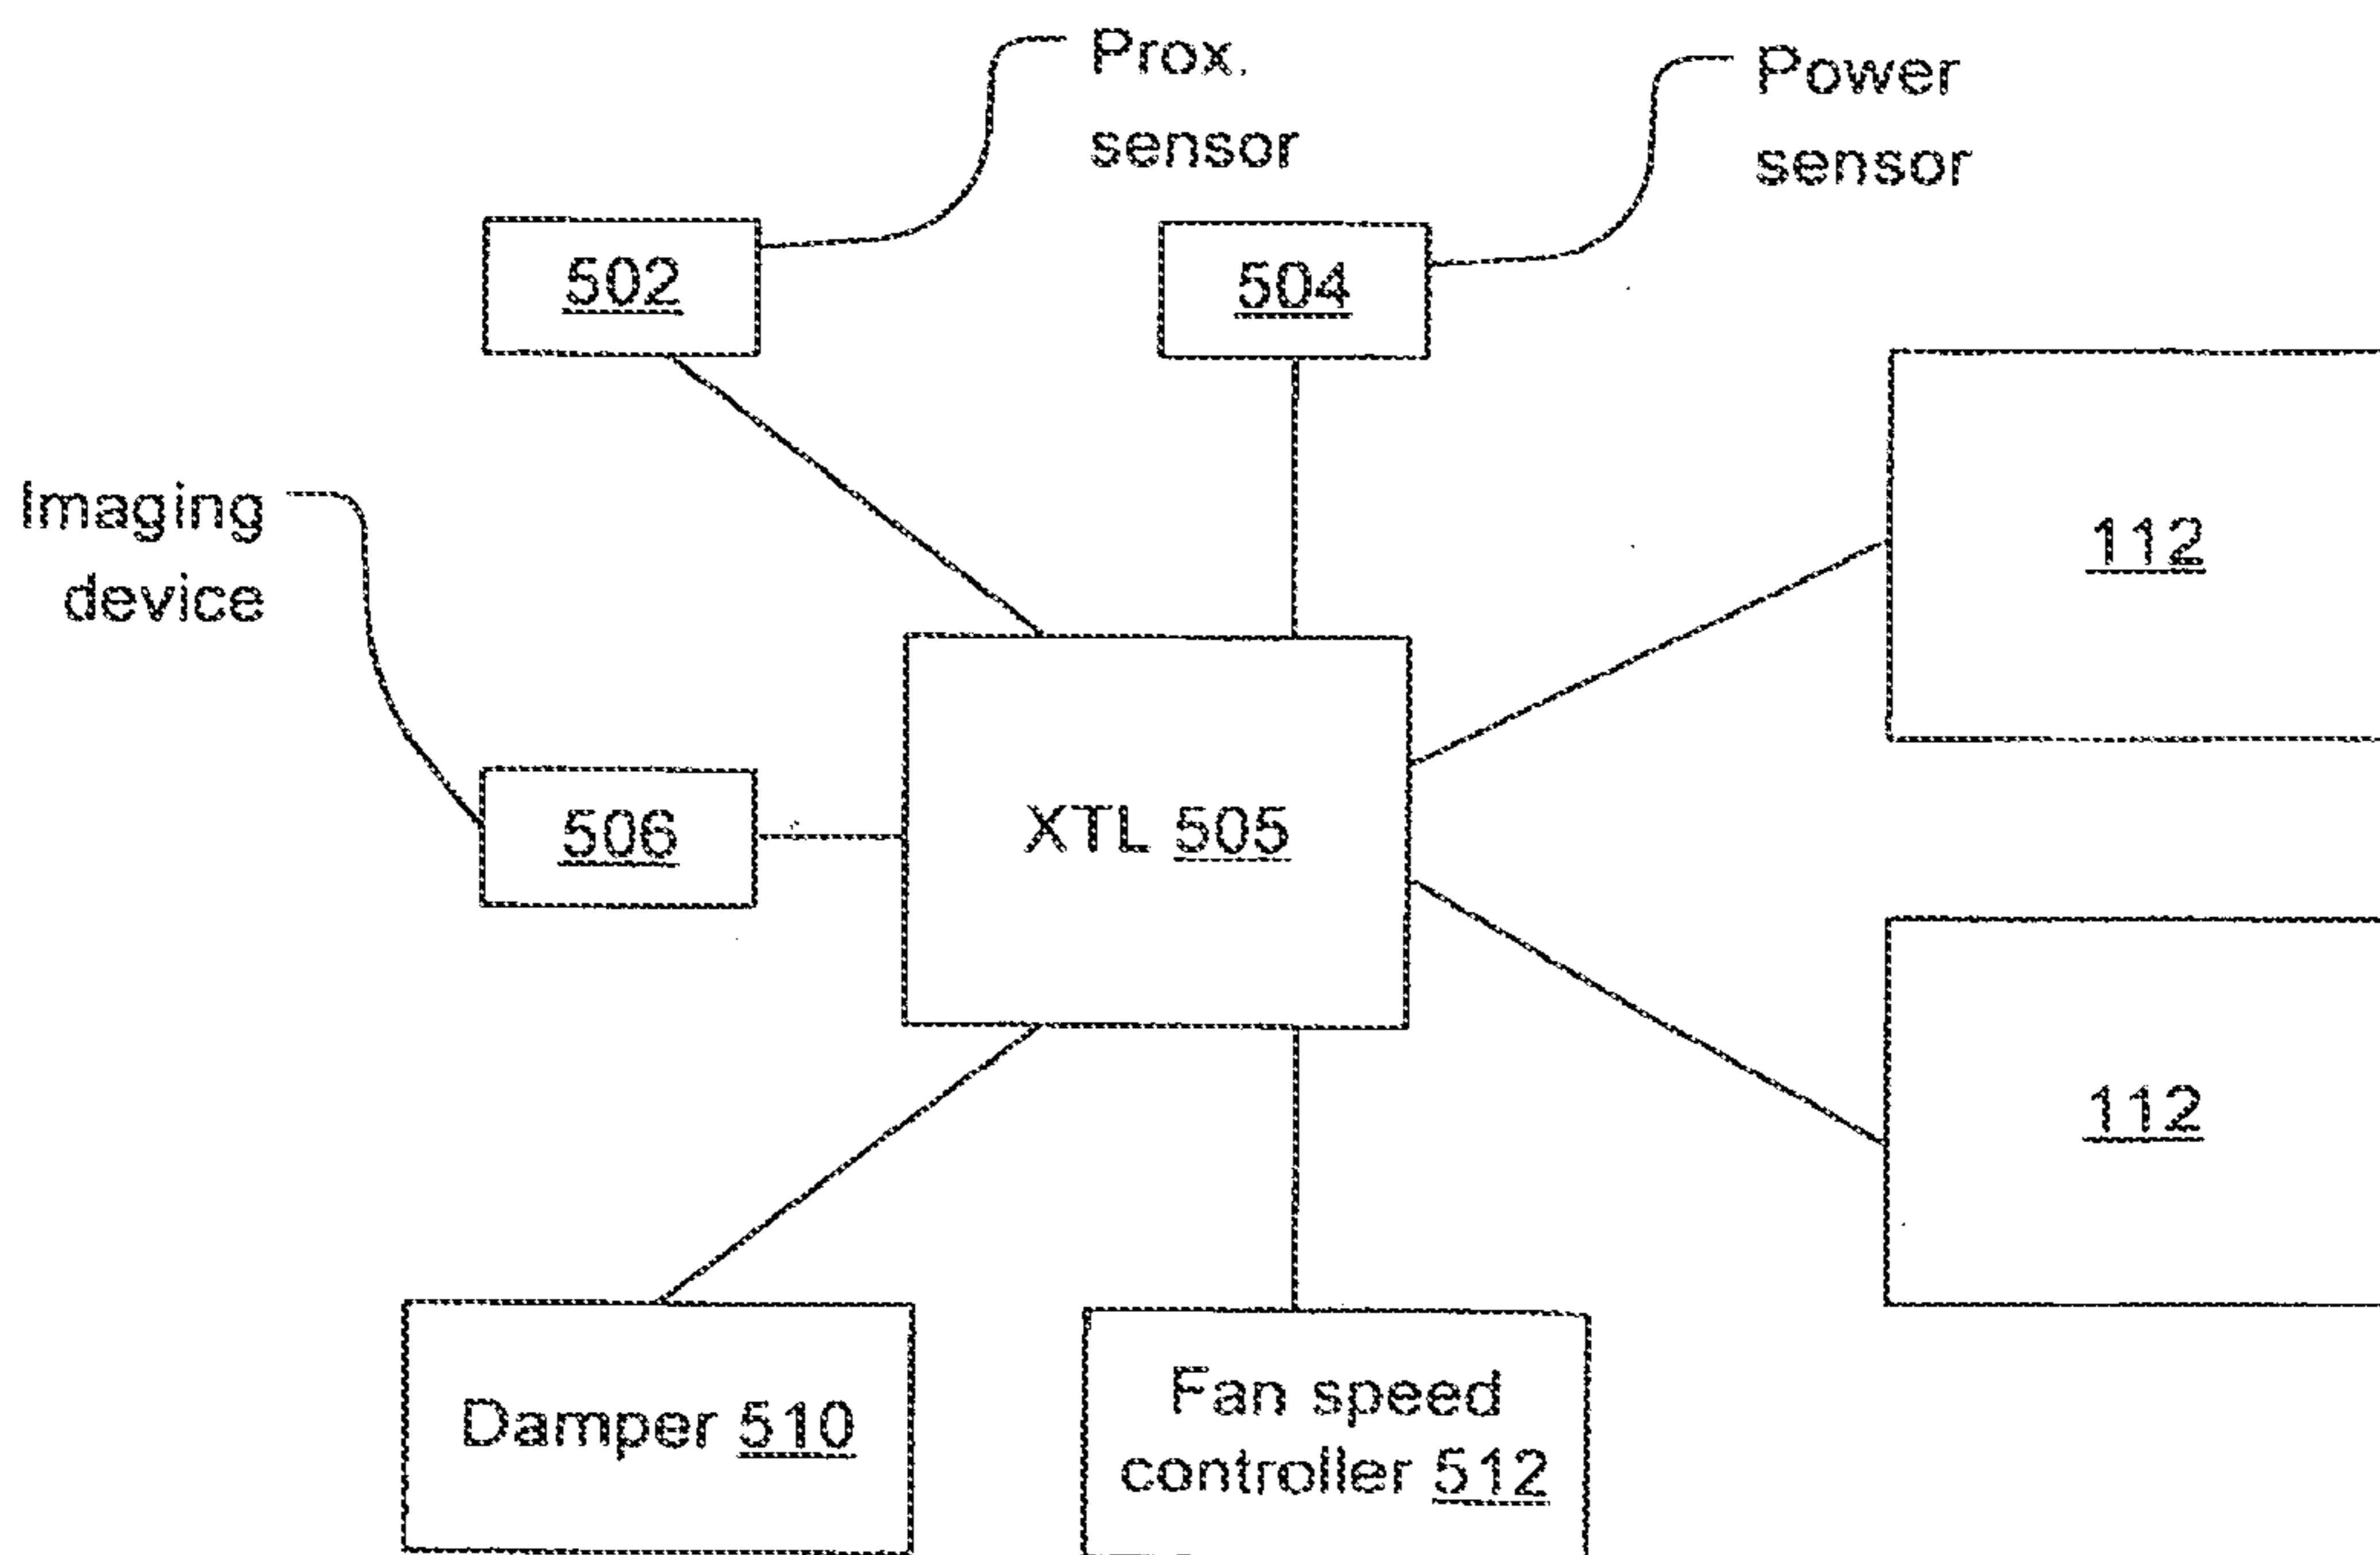 Prox.
sensor
Power
sensor
502
504
Imaging
device
112
506
XTL 505
112
Damper 510
Fan speed
controller 512